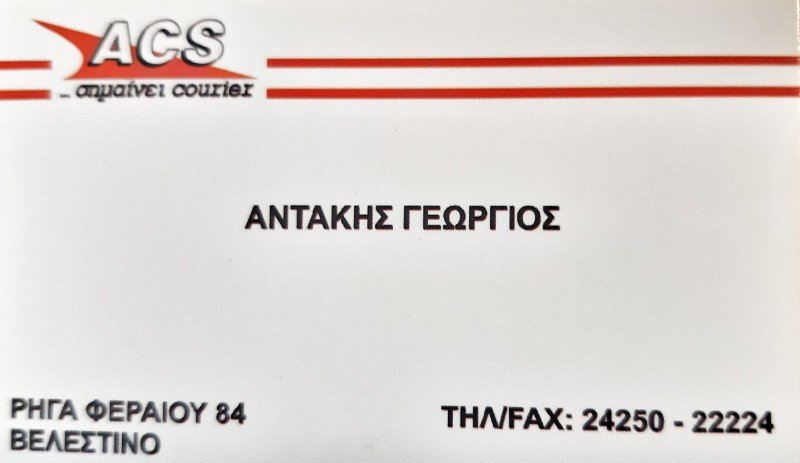 ACS
... σημαίνει courier
ΑΝΤΑΚΗΣ ΓΕΩΡΓΙΟΣ
ΡΗΓΑ ΦΕΡΑΙΟΥ 84
ΒΕΛΕΣΤΙΝΟ
ΤΗΛ/FAX: 24250 - 22224